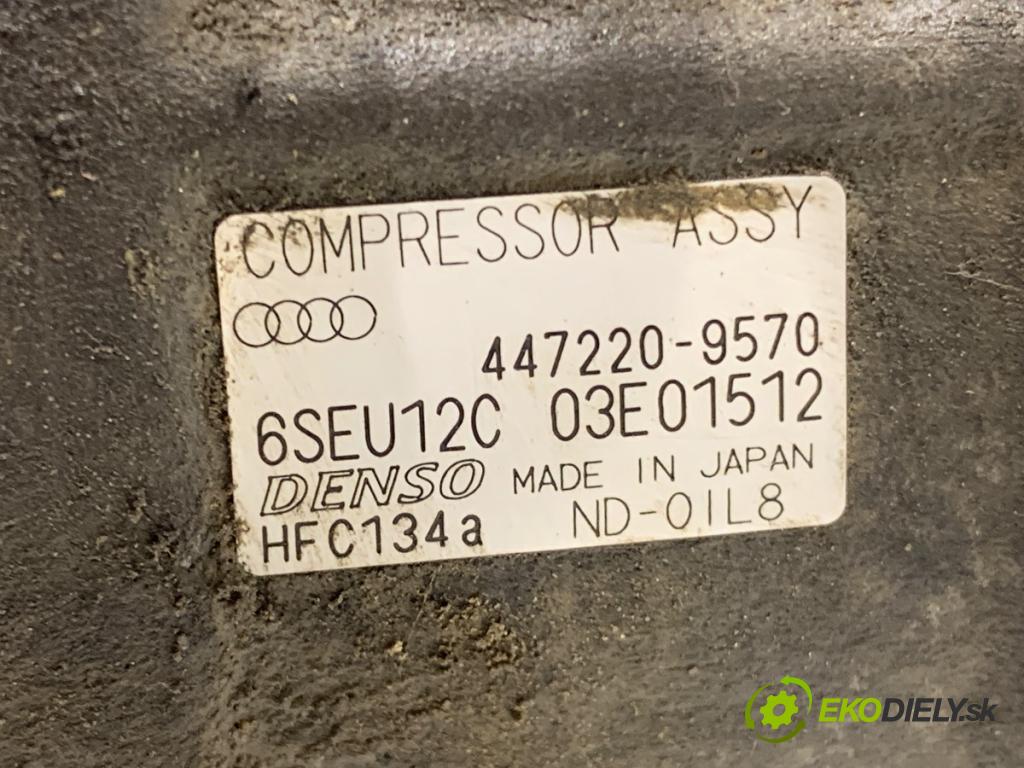 COMPRESSOR ASSY
447220-9570
6SEU12C 03E01512
DENSO MADE IN JAPAN
HFC134a ND-OIL8
EKODIELY.sk